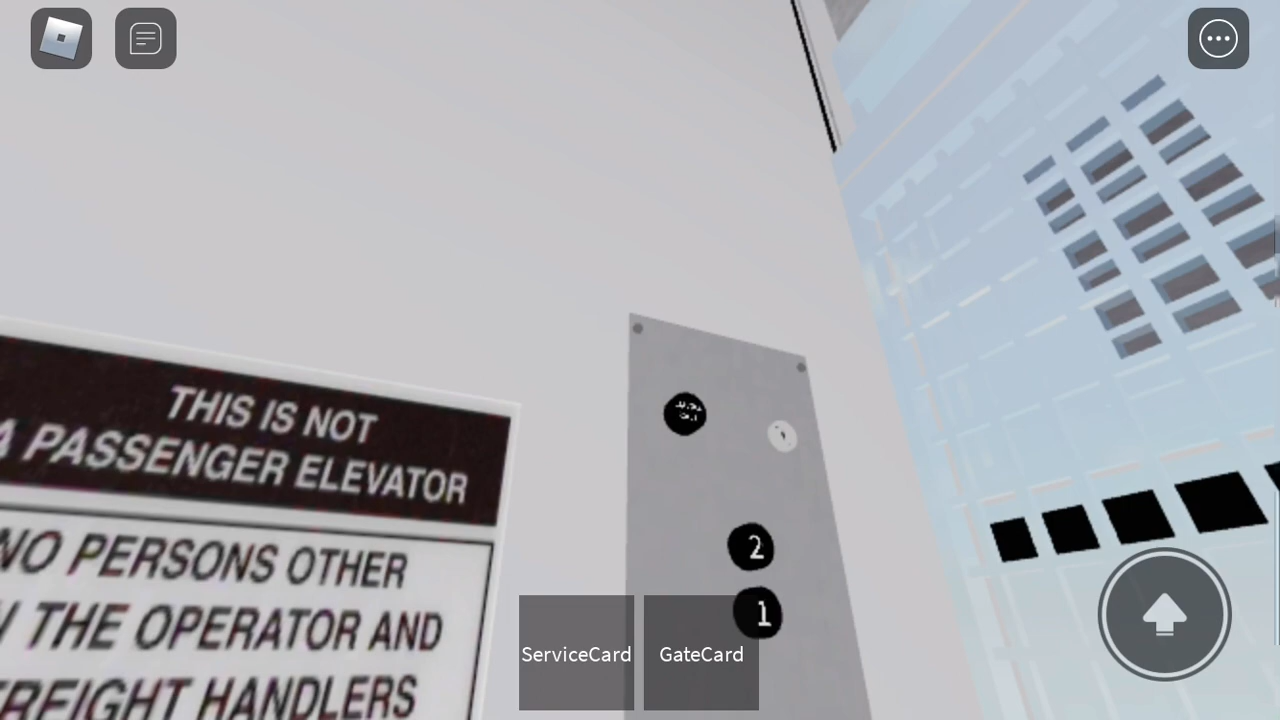 THIS IS NOT
A PASSENGER ELEVATOR
NO PERSONS OTHER
THE OPERATOR AND
FREIGHT HANDLERS
2
1
ServiceCard
GateCard